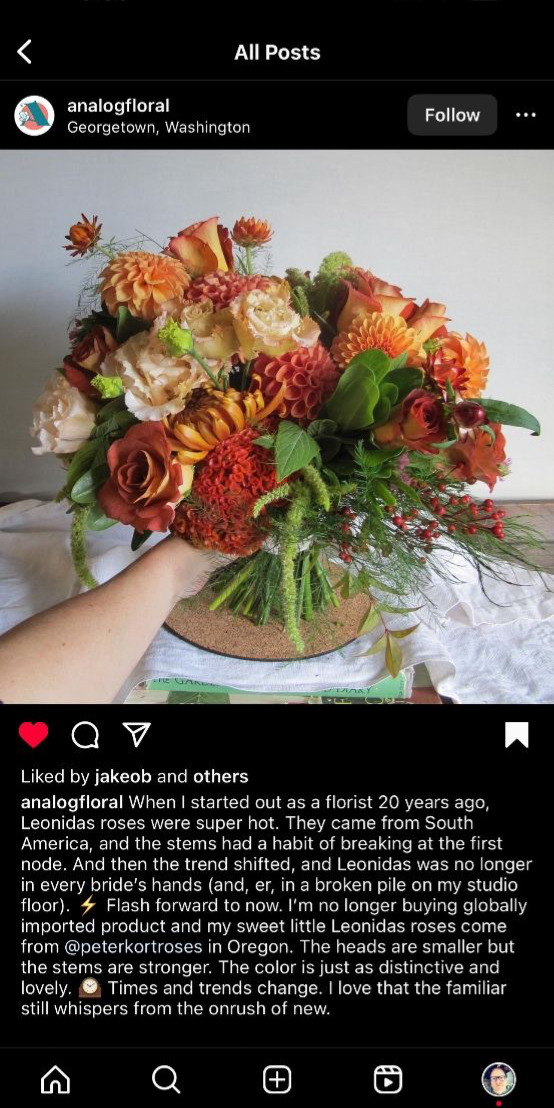 All Posts
analogfloral
Follow
Georgetown, Washington
THE GARDE
DIARY
Liked by jakeob and others
analogfloral When I started out as a florist 20 years ago,
Leonidas roses were super hot. They came from South
America, and the stems had a habit of breaking at the first
node. And then the trend shifted, and Leonidas was no longer
in every bride’s hands (and, er, in a broken pile on my studio
floor). ⚡ Flash forward to now. I’m no longer buying globally
imported product and my sweet little Leonidas roses come
from @peterkortroses in Oregon. The heads are smaller but
the stems are stronger. The color is just as distinctive and
lovely. 🕰️ Times and trends change. I love that the familiar
still whispers from the onrush of new.